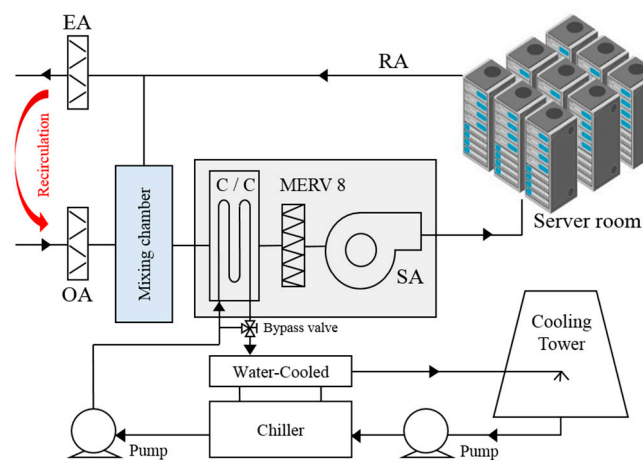 EA
RA
Recirculation
C / C
MERV 8
Mixing chamber
SA
Server room
OA
Bypass valve
Cooling
Tower
Water-Cooled
Chiller
Pump
Pump